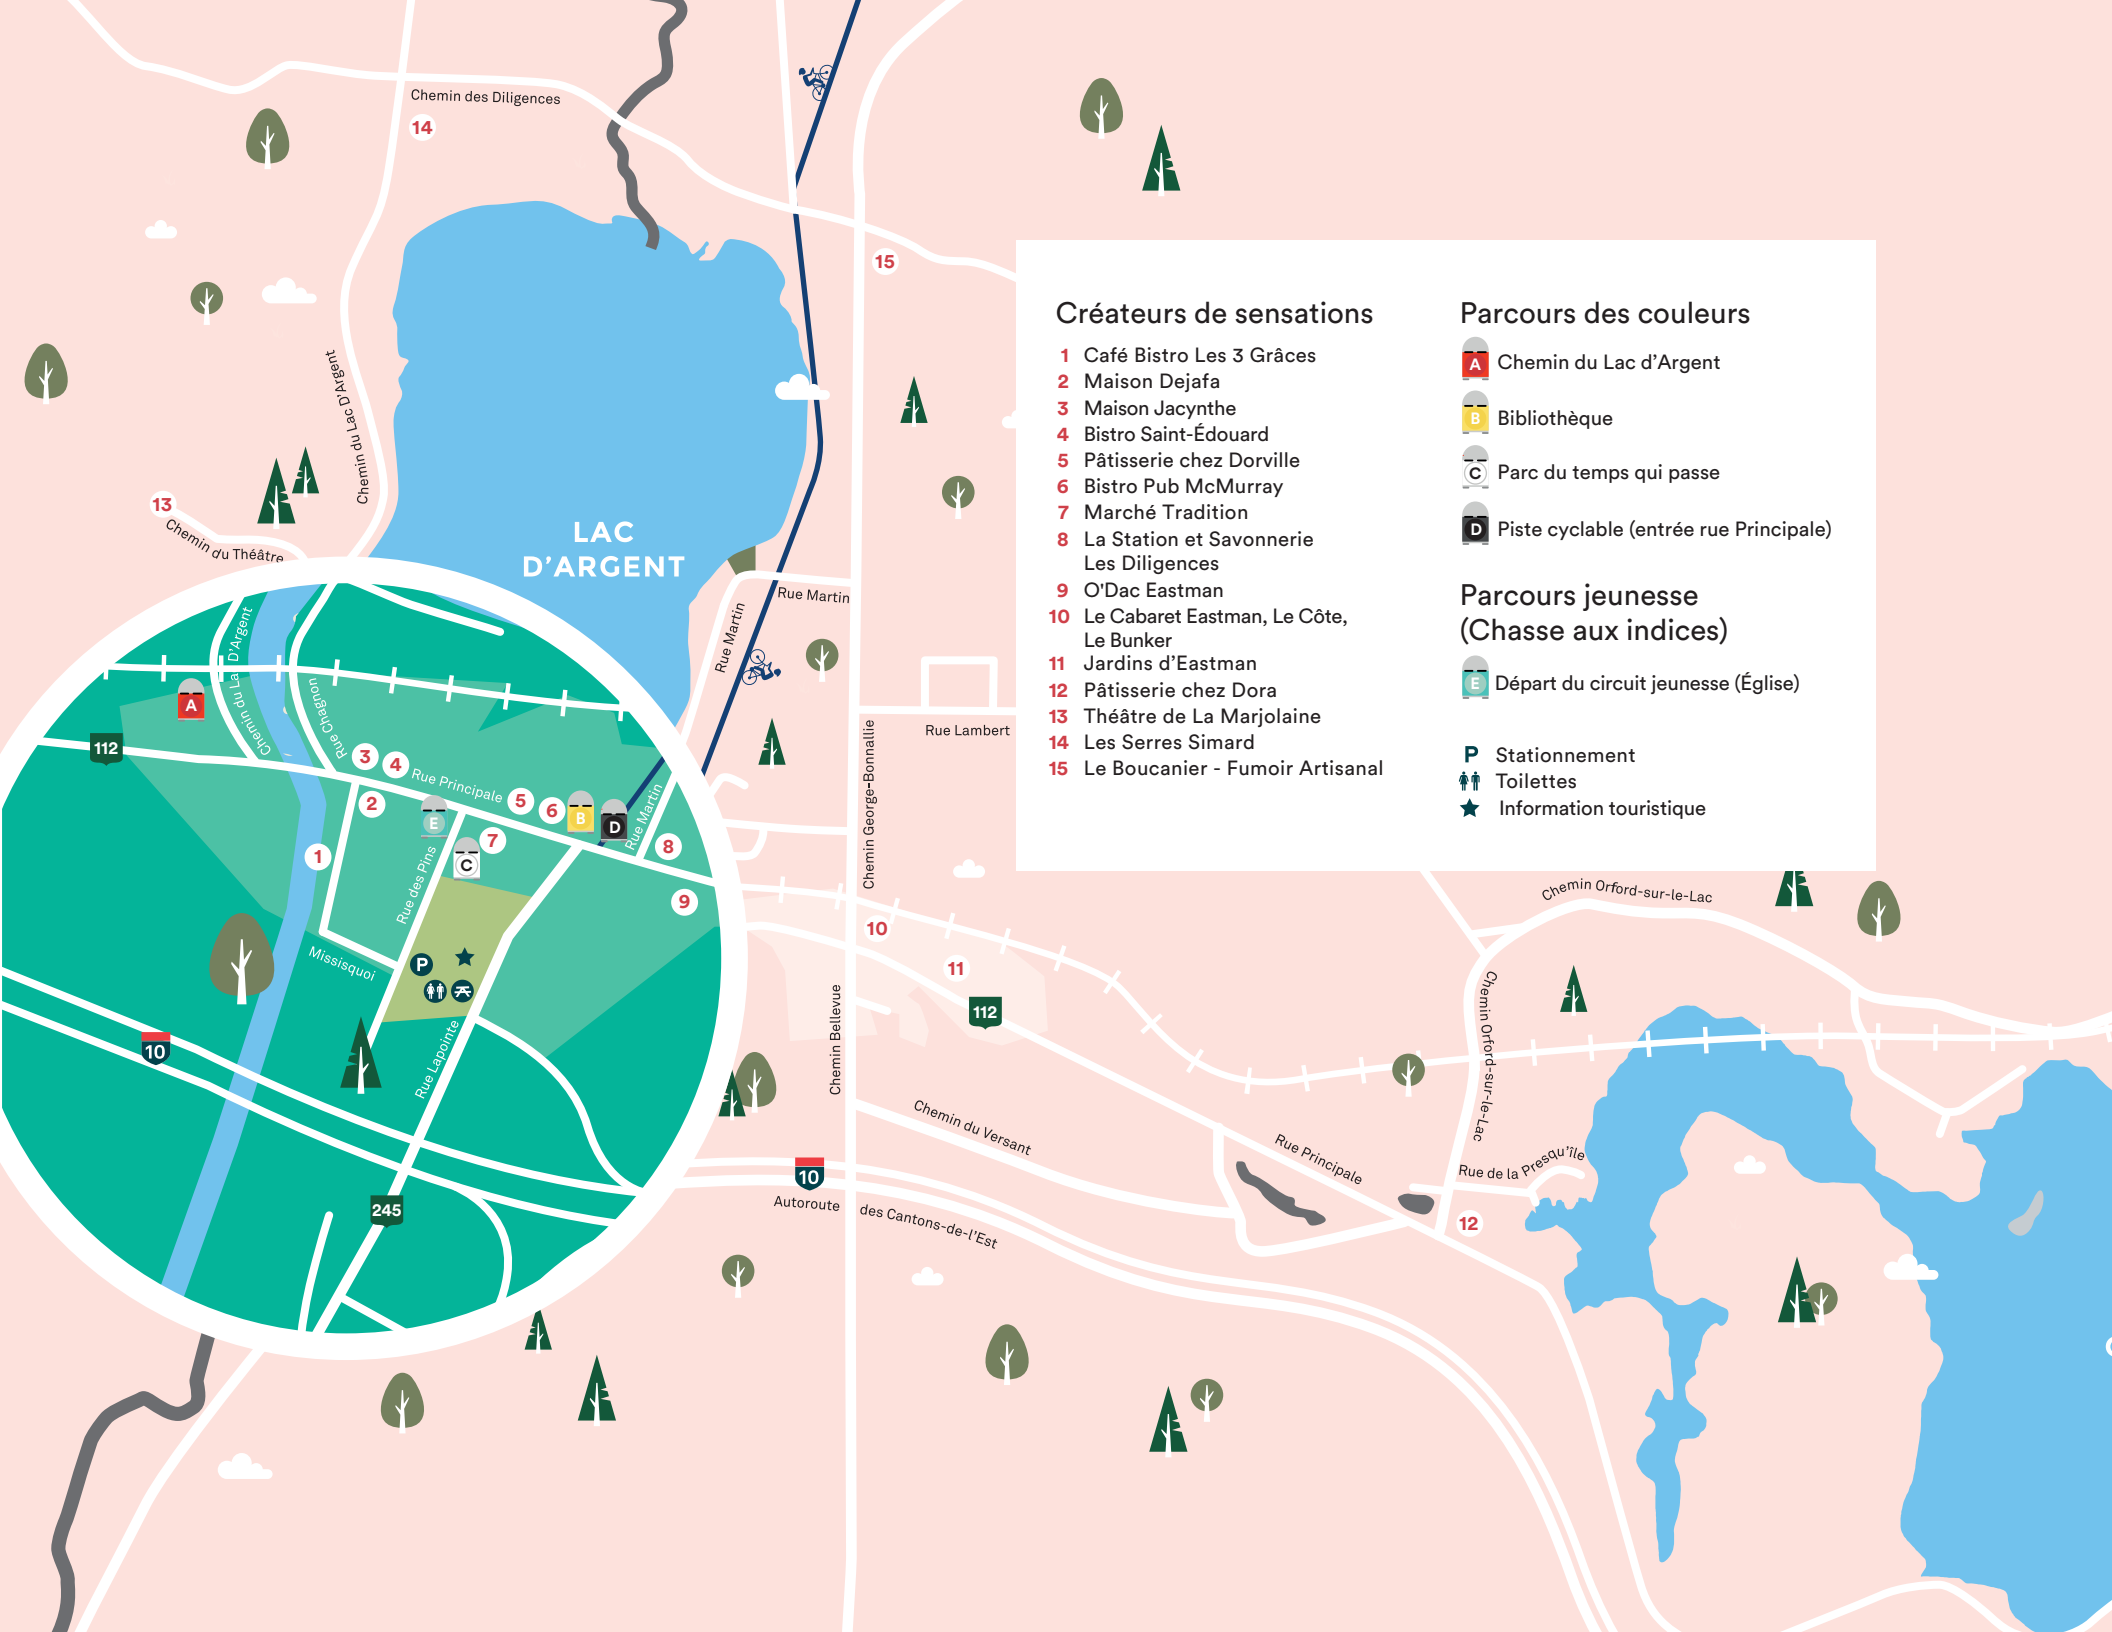 Chemin des Diligences
14
15
Chemin du Lac D'Argent
13
Chemin du Théâtre
LAC
D'ARGENT
Rue Martin
Rue Martin
Rue Lambert
Chemin George-Bonnallie
Créateurs de sensations
1 Café Bistro Les 3 Grâces
2 Maison Dejafa
3 Maison Jacynthe
4 Bistro Saint-Édouard
5 Pâtisserie chez Dorville
6 Bistro Pub McMurray
7 Marché Tradition
8 La Station et Savonnerie
Les Diligences
9 O'Dac Eastman
10 Le Cabaret Eastman, Le Côte,
Le Bunker
11 Jardins d'Eastman
12 Pâtisserie chez Dora
13 Théâtre de La Marjolaine
14 Les Serres Simard
15 Le Boucanier - Fumoir Artisanal
Parcours des couleurs
A Chemin du Lac d'Argent
B Bibliothèque
C Parc du temps qui passe
D Piste cyclable (entrée rue Principale)
Parcours jeunesse
(Chasse aux indices)
E Départ du circuit jeunesse (Église)
P Stationnement
Toilettes
Information touristique
Chemin du La D'Argent
A
112
Rue Chagnon
3
4
Rue Principale
2
E
5
6
B
D
Rue Martin
7
8
C
1
Rue des Pins
9
Missisquoi
P
10
Rue Lapointe
245
10
11
112
Chemin Bellevue
Chemin du Versant
10
Autoroute des Cantons-de-l'Est
Rue Principale
12
Chemin Orford-sur-le-Lac
Chemin Orford-sur-le-Lac
Rue de la Presqu'île